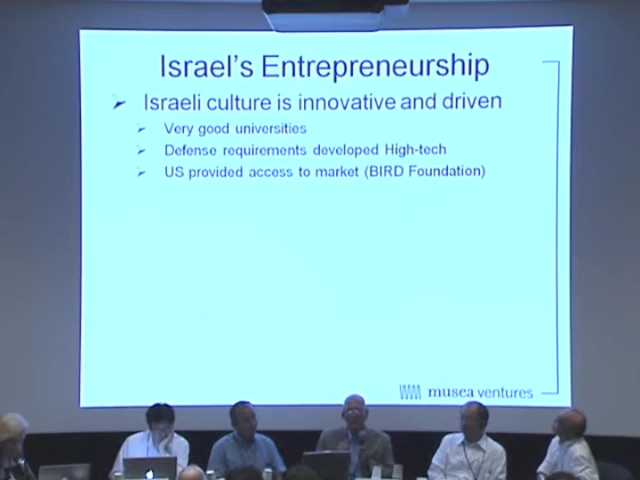 Israel's Entrepreneurship
Israeli culture is innovative and driven
Very good universities
Defense requirements developed High-tech
US provided access to market (BIRD Foundation)
musea ventures